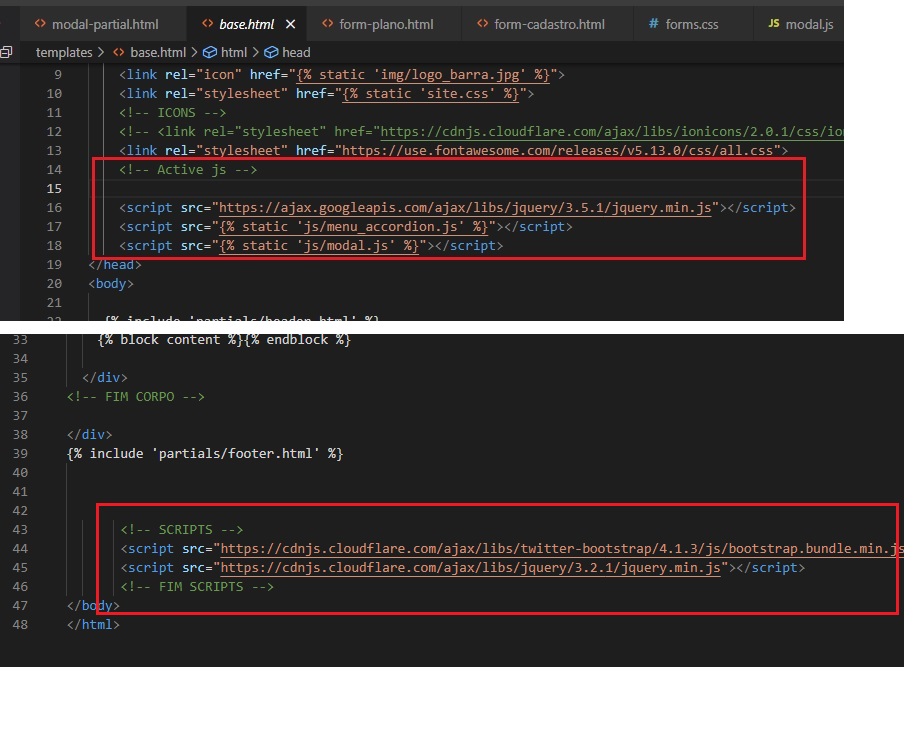 modal-partial.html base.html form-plano.html form-cadastro.html forms.css JS modal.js
templates > base.html > html > head
9 <link rel="icon" href="{% static 'img/logo_barra.jpg' %}">
10 <link rel="stylesheet" href="{% static 'site.css' %}">
11 <!-- ICONS -->
12 <!-- <link rel="stylesheet" href="https://cdnjs.cloudflare.com/ajax/libs/ionicons/2.0.1/css/ion
13 <link rel="stylesheet" href="https://use.fontawesome.com/releases/v5.13.0/css/all.css">
14 <!-- Active js -->
15
16 <script src="https://ajax.googleapis.com/ajax/libs/jquery/3.5.1/jquery.min.js"></script>
17 <script src="{% static 'js/menu_accordion.js' %}"></script>
18 <script src="{% static 'js/modal.js' %}"></script>
19 </head>
20 <body>
21
22 {% include 'partials/header.html' %}
33 {% block content %}{% endblock %}
34
35 </div>
36 <!-- FIM CORPO -->
37
38 </div>
39 {% include 'partials/footer.html' %}
40
41
42
43 <!-- SCRIPTS -->
44 <script src="https://cdnjs.cloudflare.com/ajax/libs/twitter-bootstrap/4.1.3/js/bootstrap.bundle.min.js
45 <script src="https://cdnjs.cloudflare.com/ajax/libs/jquery/3.2.1/jquery.min.js"></script>
46 <!-- FIM SCRIPTS -->
47 </body>
48 </html>